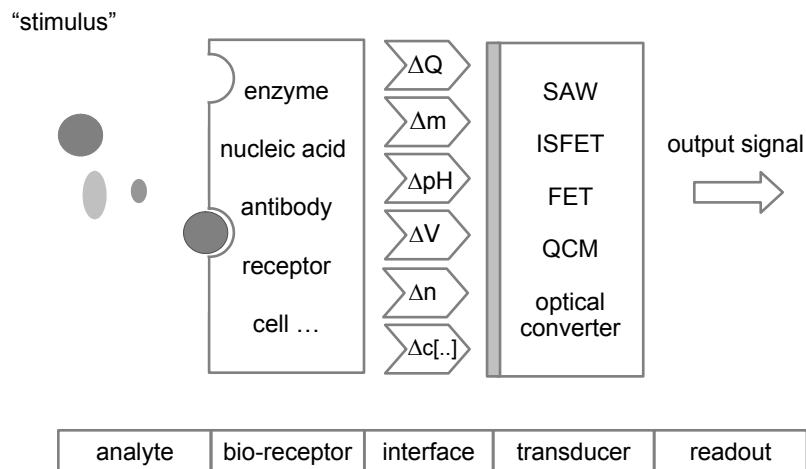 “stimulus”
enzyme
nucleic acid
antibody
receptor
cell …
ΔQ
Δm
ΔpH
ΔV
Δn
Δc[..]
SAW
ISFET
FET
QCM
optical
converter
output signal
analyte
bio-receptor
interface
transducer
readout